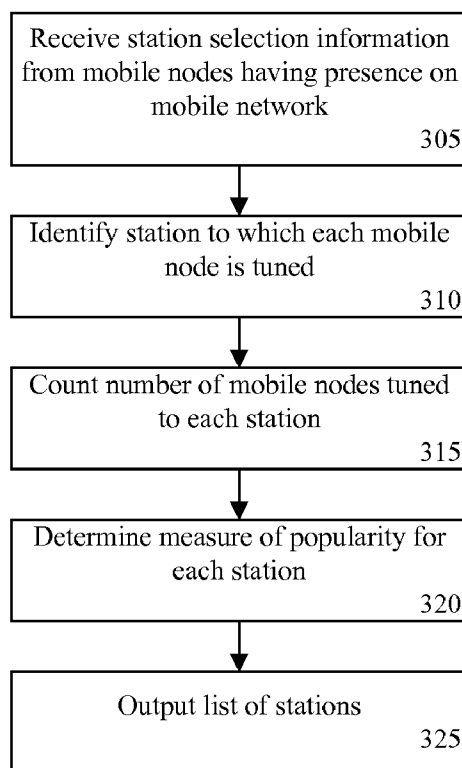 Receive station selection information
from mobile nodes having presence on
mobile network
305
Identify station to which each mobile
node is tuned
310
Count number of mobile nodes tuned
to each station
315
Determine measure of popularity for
each station
320
Output list of stations
325